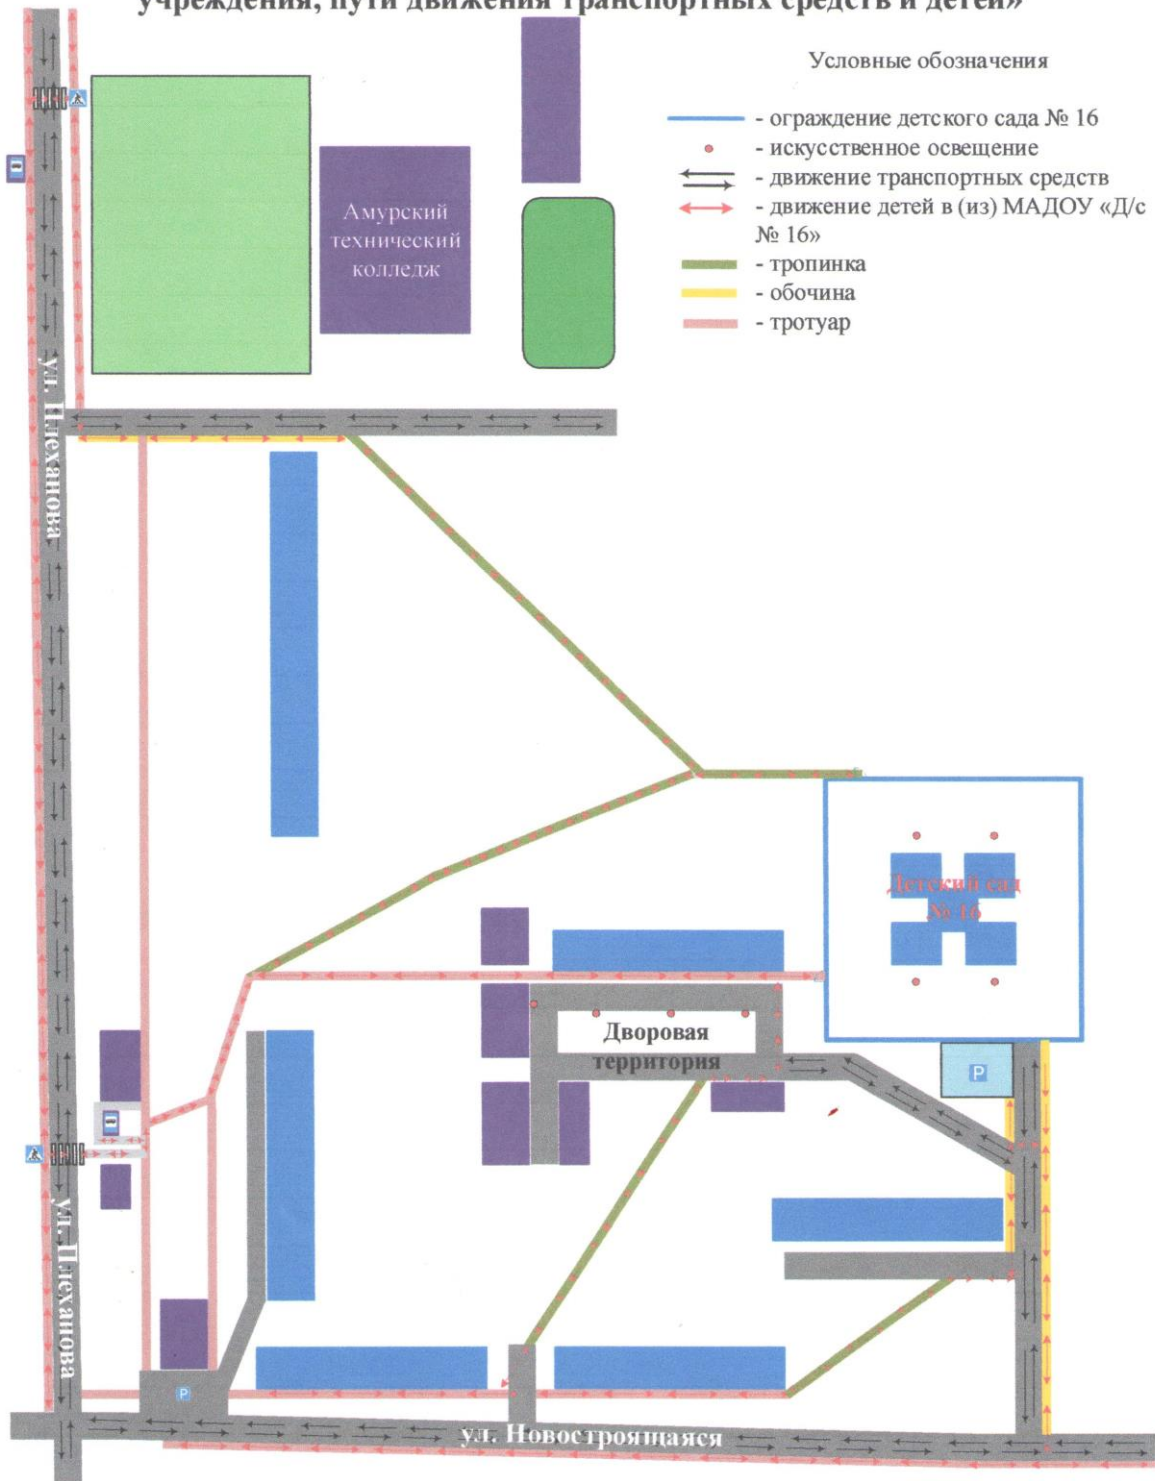 учреждения, пути движения транспортных средств и детей»
Условные обозначения
- ограждение детского сада № 16
- искусственное освещение
- движение транспортных средств
- движение детей в (из) МАДОУ «Д/с
№ 16»
- тропинка
- обочина
- тротуар
Амурский
технический
колледж
ул. Плеханова
Детский сад
№ 16
Дворовая
территория
P
ул. Плеханова
P
ул. Новостроящаяся